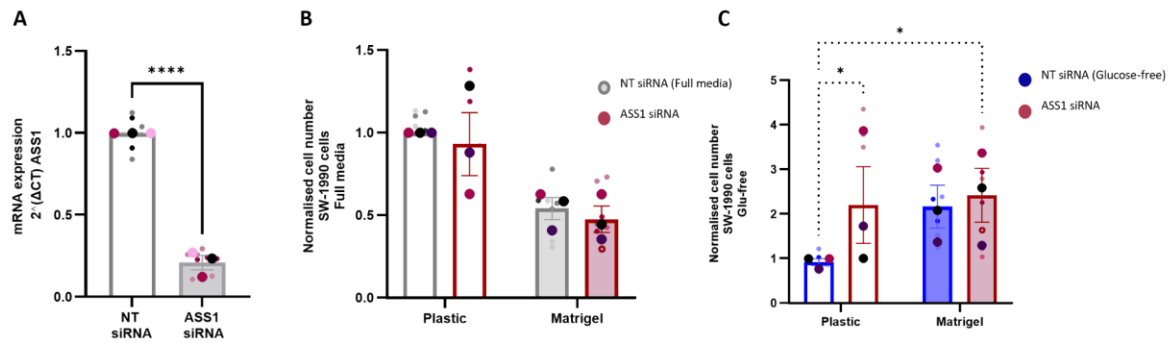 A
mRNA expression
2^ (ΔCT) ASS1
1.5
1.0
0.5
0.0
****
NT
siRNA
ASS1
siRNA
B
Normalised cell number
SW-1990 cells
Full media
1.5
1.0
0.5
0.0
Plastic
Matrigel
NT siRNA (Full media)
ASS1 siRNA
C
Normalised cell number
SW-1990 cells
Glu-free
5
4
3
2
1
0
*
*
Plastic
Matrigel
NT siRNA (Glucose-free)
ASS1 siRNA